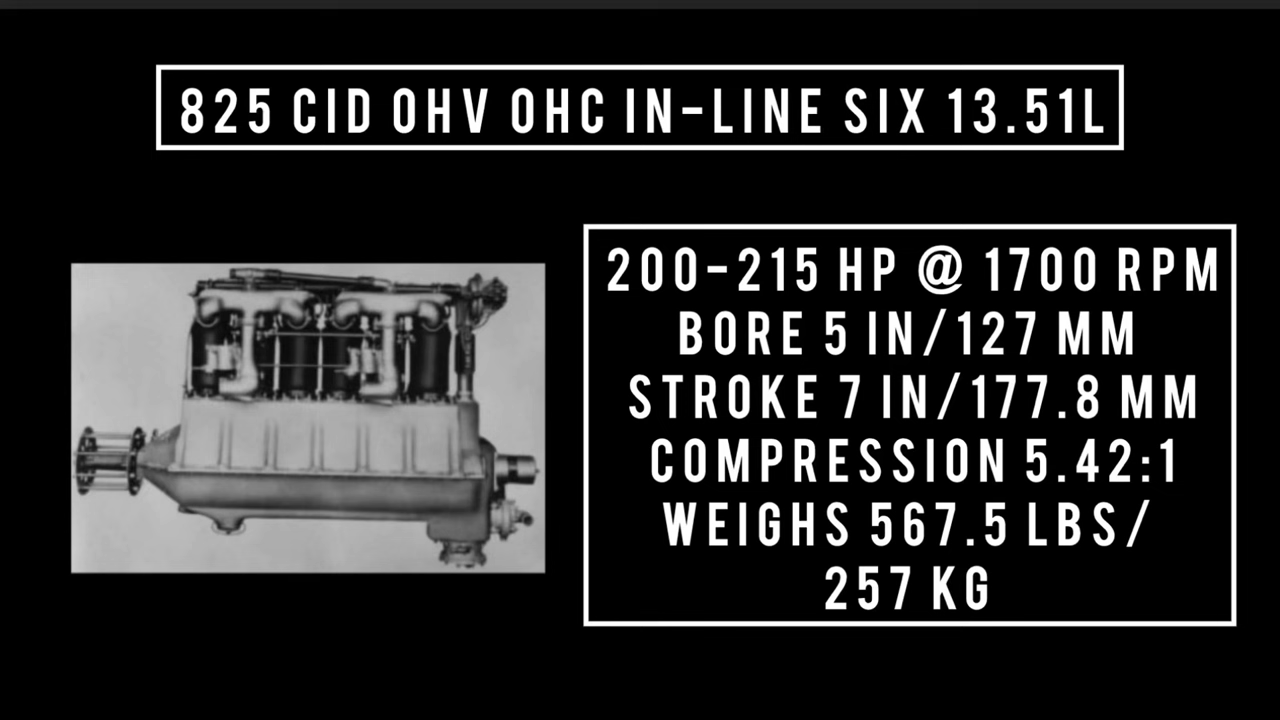 825 CID OHV OHC IN-LINE SIX 13.51L
200-215 HP @ 1700 RPM
BORE 5 IN/127 MM
STROKE 7 IN/177.8 MM
COMPRESSION 5.42:1
WEIGHS 567.5 LBS/
257 KG